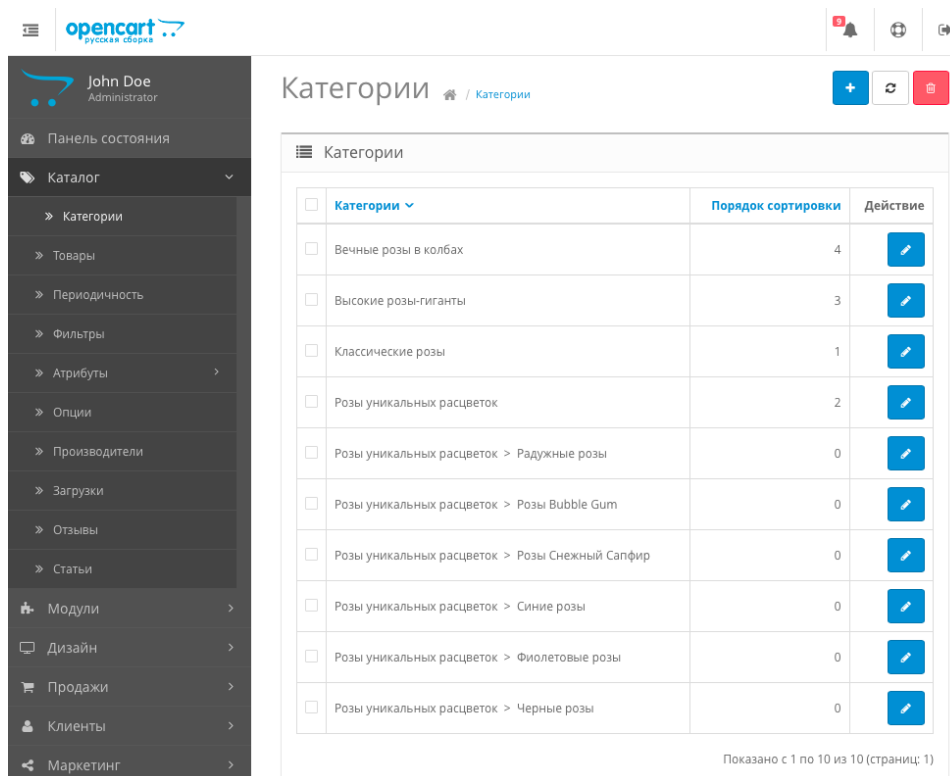 opencart
русская сборка
9
John Doe
Administrator
Панель состояния
Каталог
» Категории
» Товары
» Периодичность
» Фильтры
» Атрибуты
» Опции
» Производители
» Загрузки
» Отзывы
» Статьи
Модули
Дизайн
Продажи
Клиенты
Маркетинг
Категории / Категории
Категории
Категории Порядок сортировки Действие
Вечные розы в колбах 4
Высокие розы-гиганты 3
Классические розы 1
Розы уникальных расцветок 2
Розы уникальных расцветок > Радужные розы 0
Розы уникальных расцветок > Розы Bubble Gum 0
Розы уникальных расцветок > Розы Снежный Сапфир 0
Розы уникальных расцветок > Синие розы 0
Розы уникальных расцветок > Фиолетовые розы 0
Розы уникальных расцветок > Черные розы 0
Показано с 1 по 10 из 10 (страниц: 1)